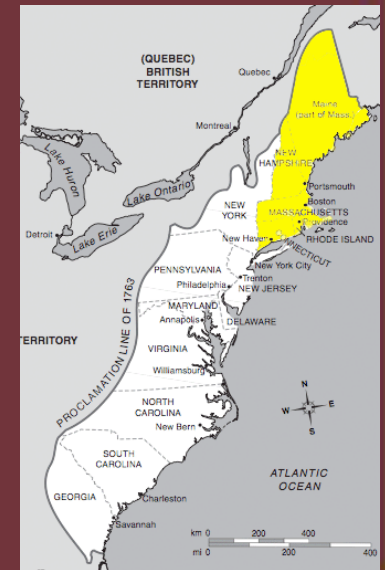 (QUEBEC)
BRITISH
TERRITORY
Quebec
Maine
(part of Mass.)
Montreal
Lake Huron
NEW
HAMPSHIRE
Lake Ontario
Portsmouth
NEW
YORK
Boston
MASSACHUSETTS
Providence
Detroit
Lake Erie
New Haven
RHODE ISLAND
CONNECTICUT
New York City
PENNSYLVANIA
Trenton
Philadelphia
NEW JERSEY
MARYLAND
Annapolis
DELAWARE
TERRITORY
PROCLAMATION LINE OF 1763
VIRGINIA
Williamsburg
N
W E
S
NORTH
CAROLINA
New Bern
SOUTH
CAROLINA
ATLANTIC
OCEAN
GEORGIA
Charleston
Savannah
km 0 200 400
mi 0 200 400